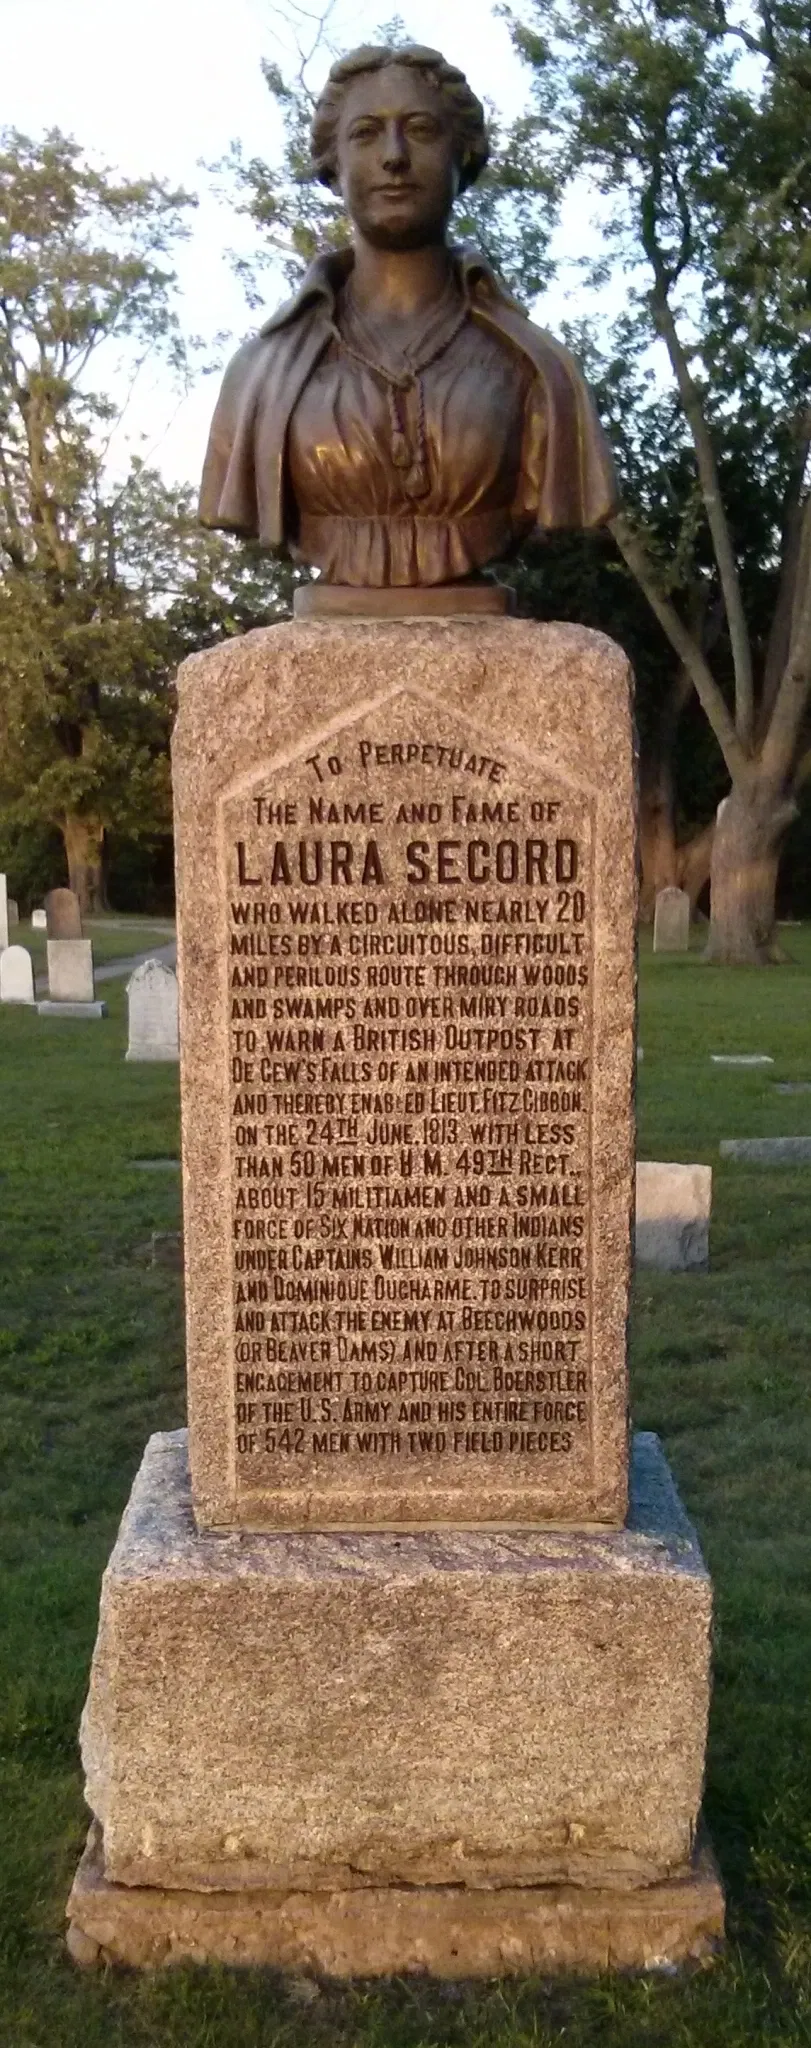 To Perpetuate
The Name and Fame of
LAURA SECORD
WHO WALKED ALONE NEARLY 20
MILES BY A CIRCUITOUS, DIFFICULT
AND PERILOUS ROUTE THROUGH WOODS
AND SWAMPS AND OVER MIRY ROADS
TO WARN A BRITISH OUTPOST AT
DE CEW'S FALLS OF AN INTENDED ATTACK
AND THEREBY ENABLED LIEUT. FITZ GIBBON.
ON THE 24TH JUNE, 1813, WITH LESS
THAN 50 MEN OF H.M. 49TH REGT.,
ABOUT 15 MILITIAMEN AND A SMALL
FORCE OF SIX NATION AND OTHER INDIANS
UNDER CAPTAINS WILLIAM JOHNSON KERR
AND DOMINIQUE DUCHARME, TO SURPRISE
AND ATTACK THE ENEMY AT BEECHWOODS
(OR BEAVER DAMS) AND AFTER A SHORT
ENGAGEMENT TO CAPTURE COL. BOERSTLER
OF THE U.S. ARMY AND HIS ENTIRE FORCE
OF 542 MEN WITH TWO FIELD PIECES